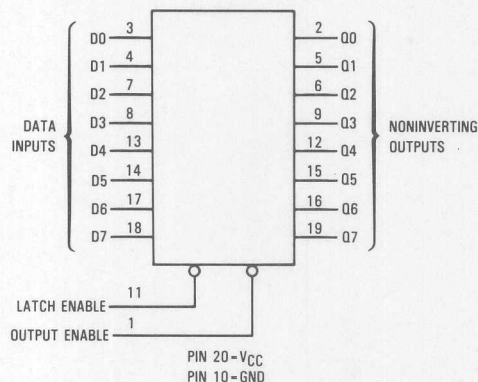 D0 3 2 Q0
D1 4 5 Q1
D2 7 6 Q2
DATA INPUTS D3 8 9 Q3 NONINVERTING OUTPUTS
D4 13 12 Q4
D5 14 15 Q5
D6 17 16 Q6
D7 18 19 Q7
LATCH ENABLE 11
OUTPUT ENABLE 1
PIN 20 = VCC
PIN 10 = GND